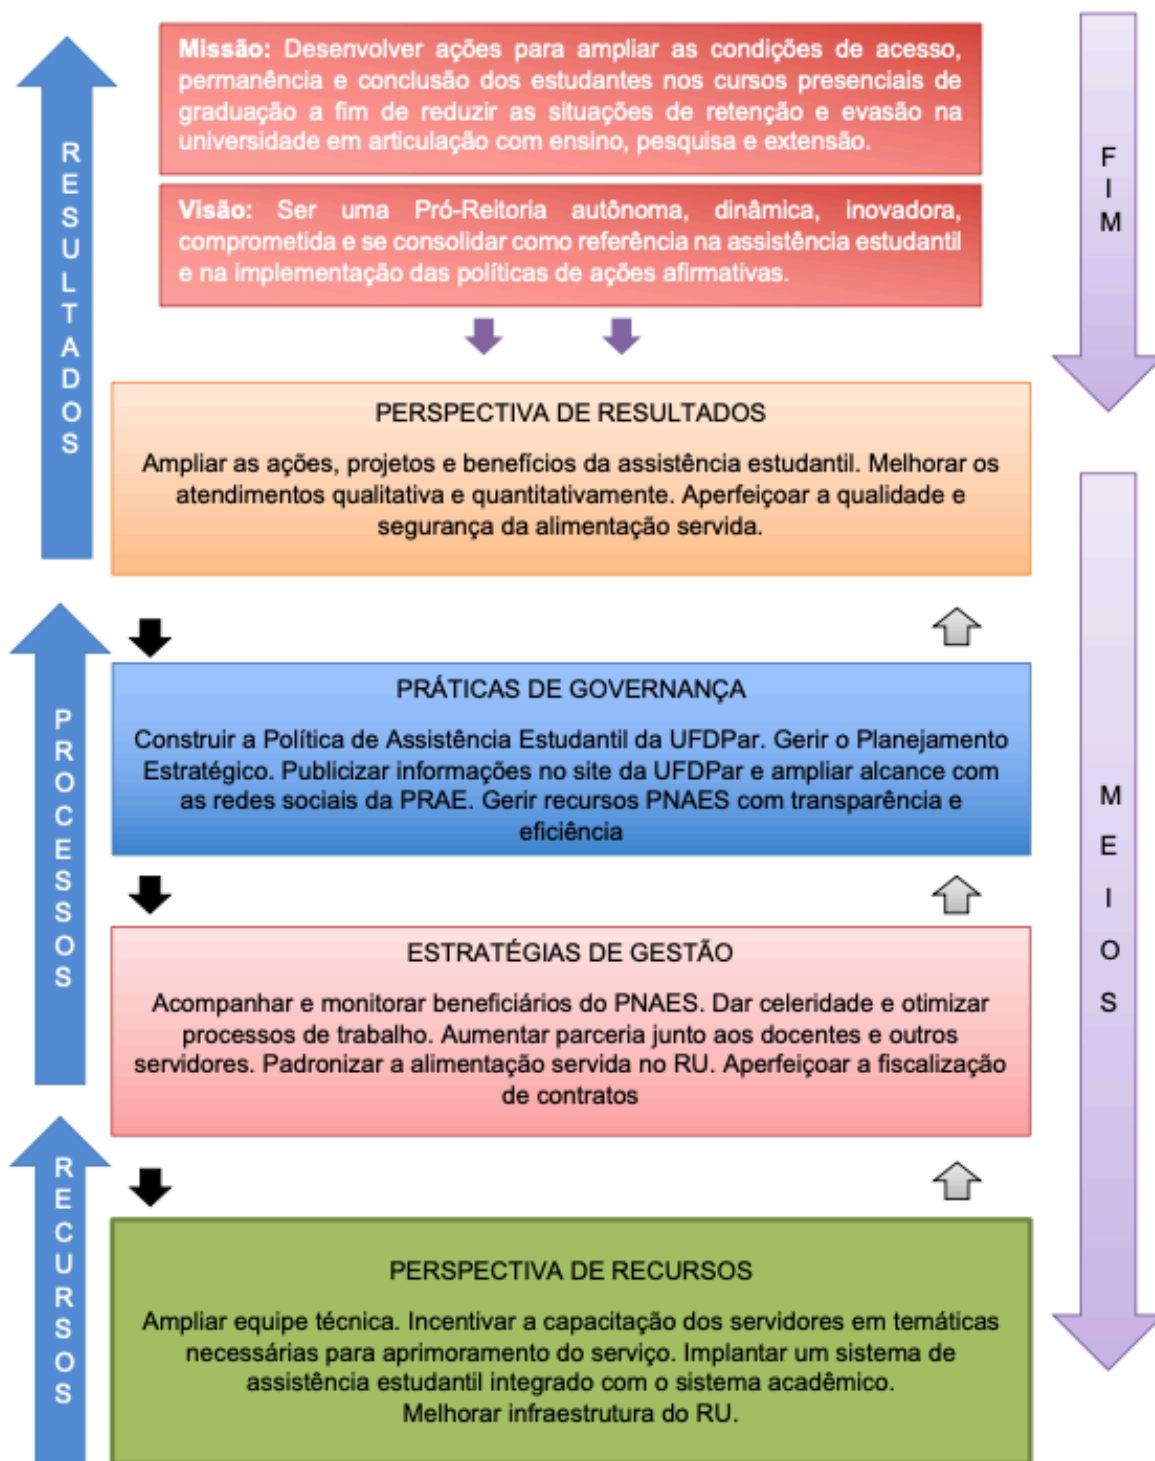 Missão: Desenvolver ações para ampliar as condições de acesso,
permanência e conclusão dos estudantes nos cursos presenciais de
graduação a fim de reduzir as situações de retenção e evasão na
universidade em articulação com ensino, pesquisa e extensão.
Visão: Ser uma Pró-Reitoria autônoma, dinâmica, inovadora,
comprometida e se consolidar como referência na assistência estudantil
e na implementação das políticas de ações afirmativas.
RESULTADOS
FIM
PERSPECTIVA DE RESULTADOS
Ampliar as ações, projetos e benefícios da assistência estudantil. Melhorar os
atendimentos qualitativa e quantitativamente. Aperfeiçoar a qualidade e
segurança da alimentação servida.
PROCESSOS
MEIOS
PRÁTICAS DE GOVERNANÇA
Construir a Política de Assistência Estudantil da UFDPar. Gerir o Planejamento
Estratégico. Publicizar informações no site da UFDPar e ampliar alcance com
as redes sociais da PRAE. Gerir recursos PNAES com transparência e
eficiência
ESTRATÉGIAS DE GESTÃO
Acompanhar e monitorar beneficiários do PNAES. Dar celeridade e otimizar
processos de trabalho. Aumentar parceria junto aos docentes e outros
servidores. Padronizar a alimentação servida no RU. Aperfeiçoar a fiscalização
de contratos
RECURSOS
PERSPECTIVA DE RECURSOS
Ampliar equipe técnica. Incentivar a capacitação dos servidores em temáticas
necessárias para aprimoramento do serviço. Implantar um sistema de
assistência estudantil integrado com o sistema acadêmico.
Melhorar infraestrutura do RU.